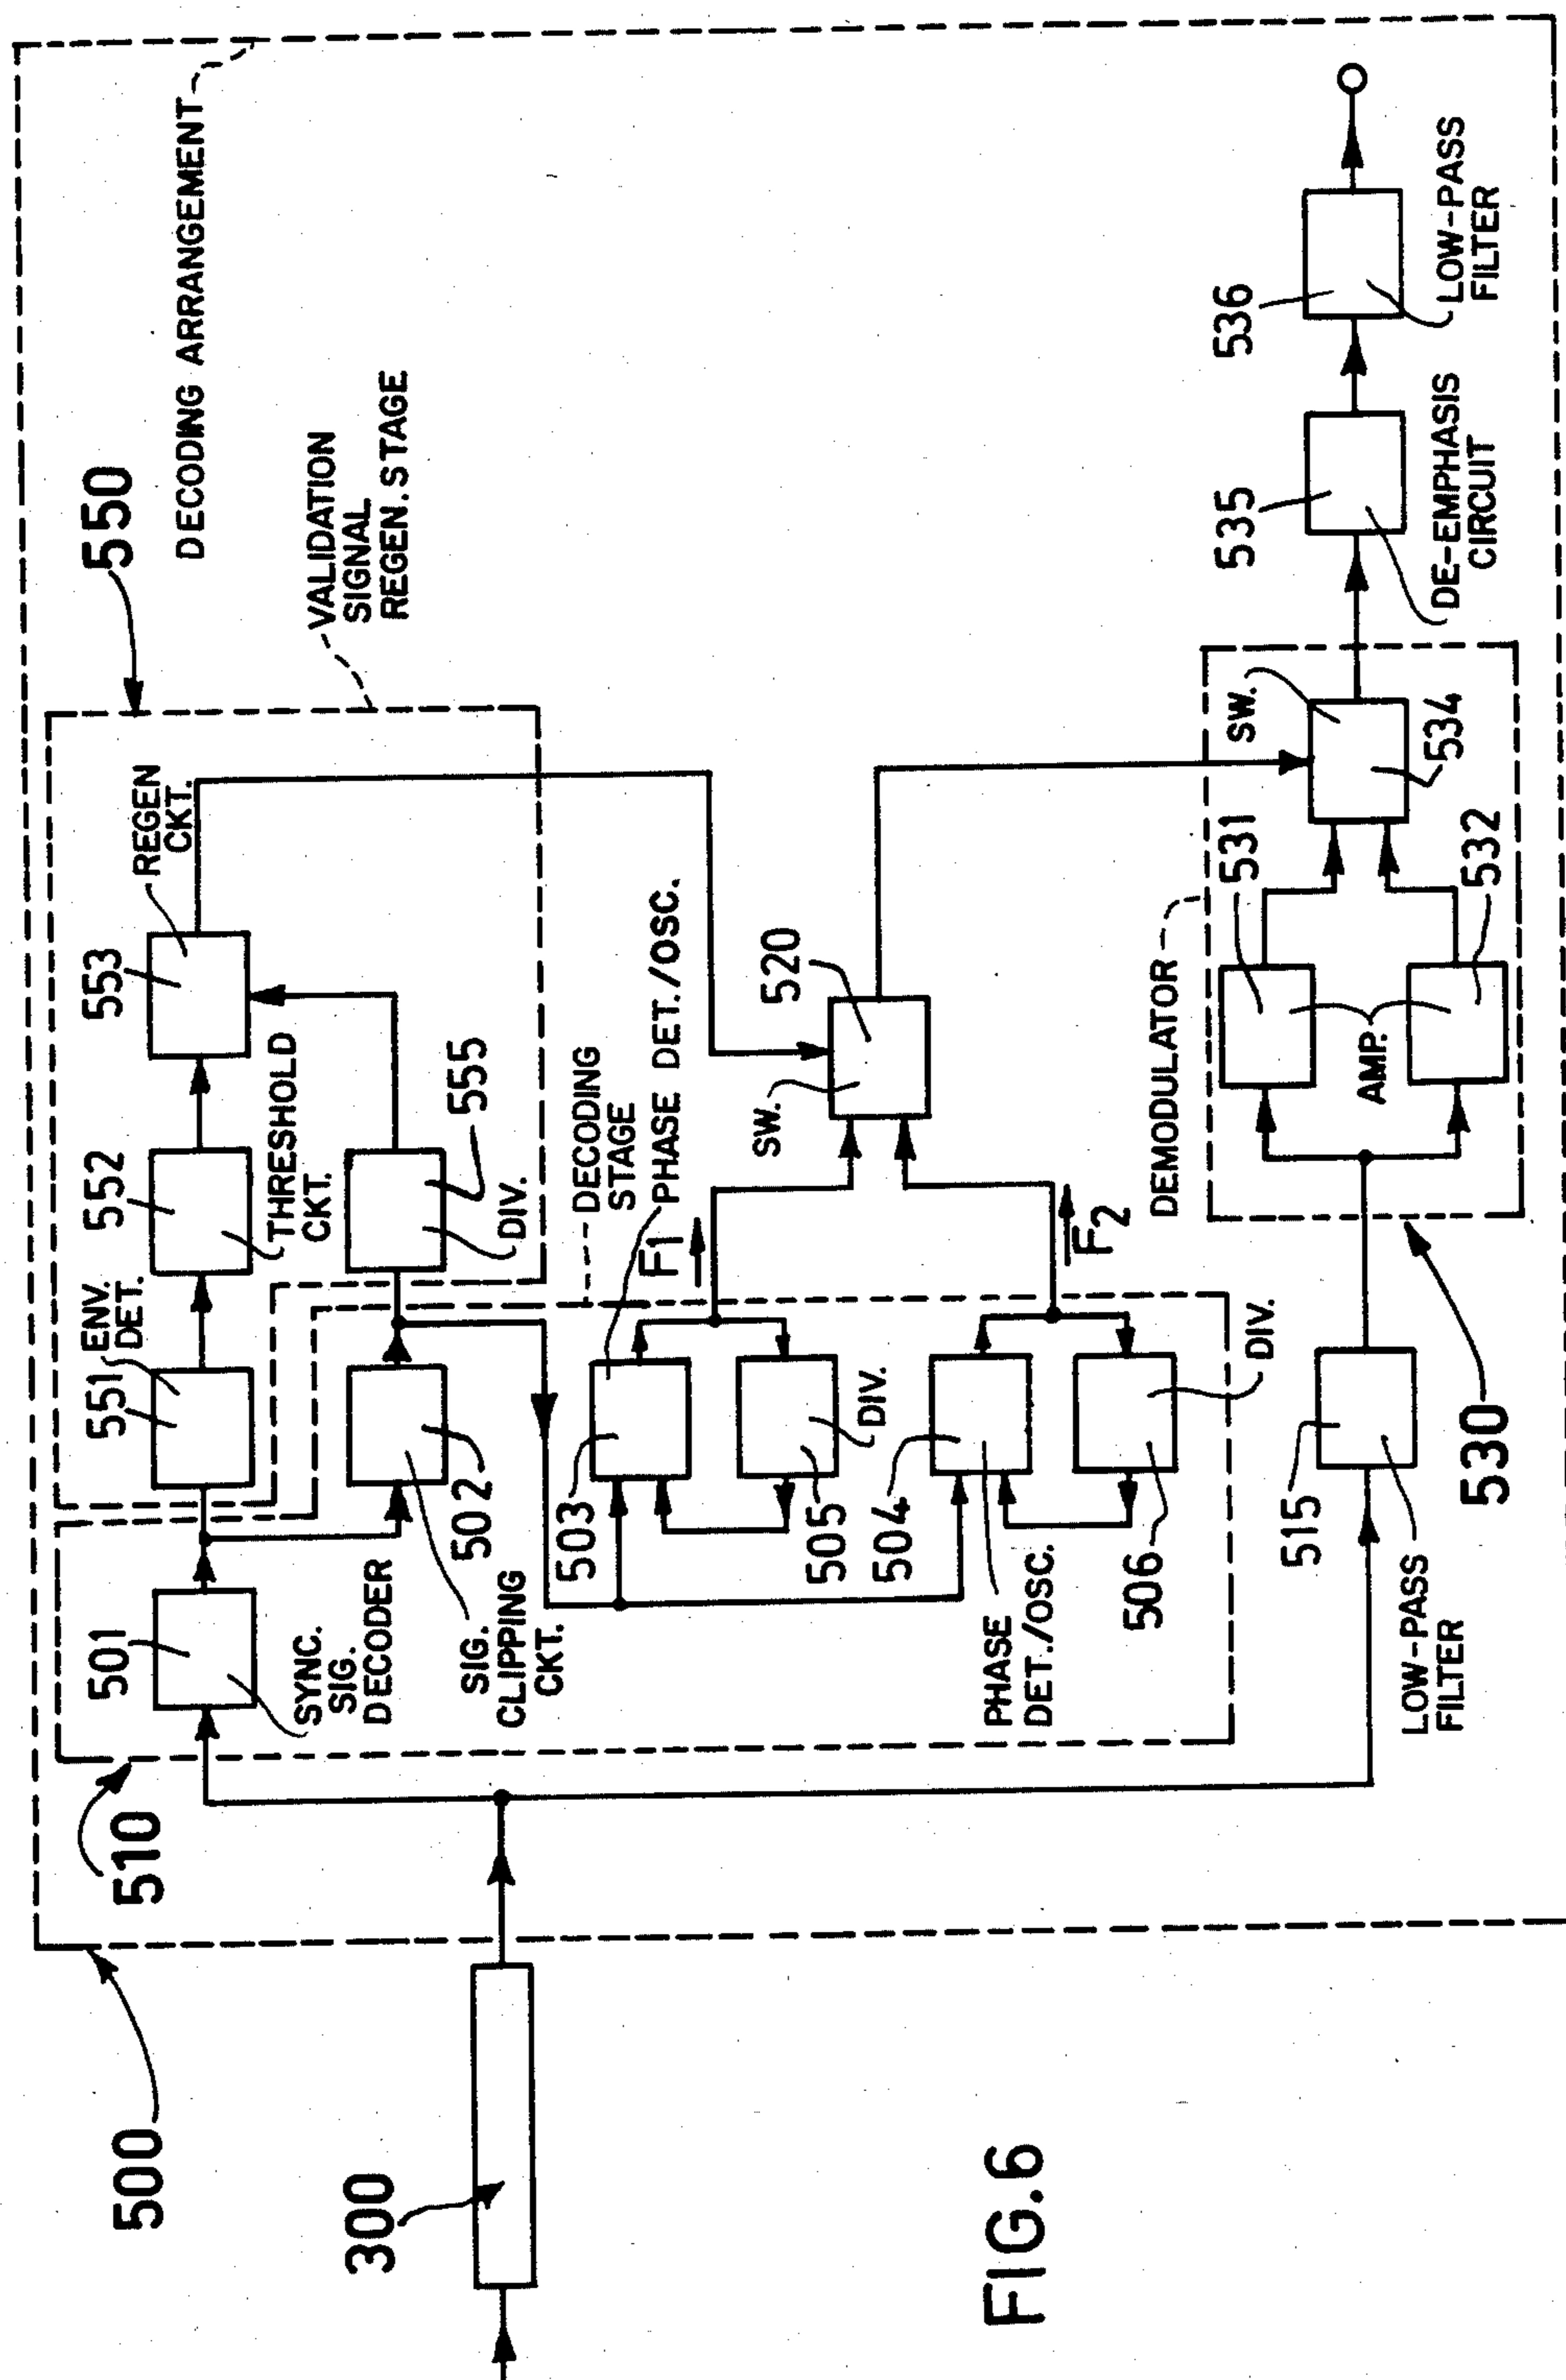 500
510
550
DECODING ARRANGEMENT
501
551
ENV.
DET.
552
553
REGEN
CKT.
VALIDATION
SIGNAL
REGEN. STAGE
SYNC.
SIG.
DECODER
THRESHOLD
CKT.
300
SIG.
CLIPPING
CKT.
502
DIV.
555
DECODING
STAGE
PHASE DET./OSC.
503
F1
505
DIV.
SW.
520
504
PHASE
DET./OSC.
506
F2
DIV.
DEMODULATOR
531
SW.
534
AMP.
532
535
DE-EMPHASIS
CIRCUIT
536
LOW-PASS
FILTER
515
LOW-PASS
FILTER
530
FIG.6